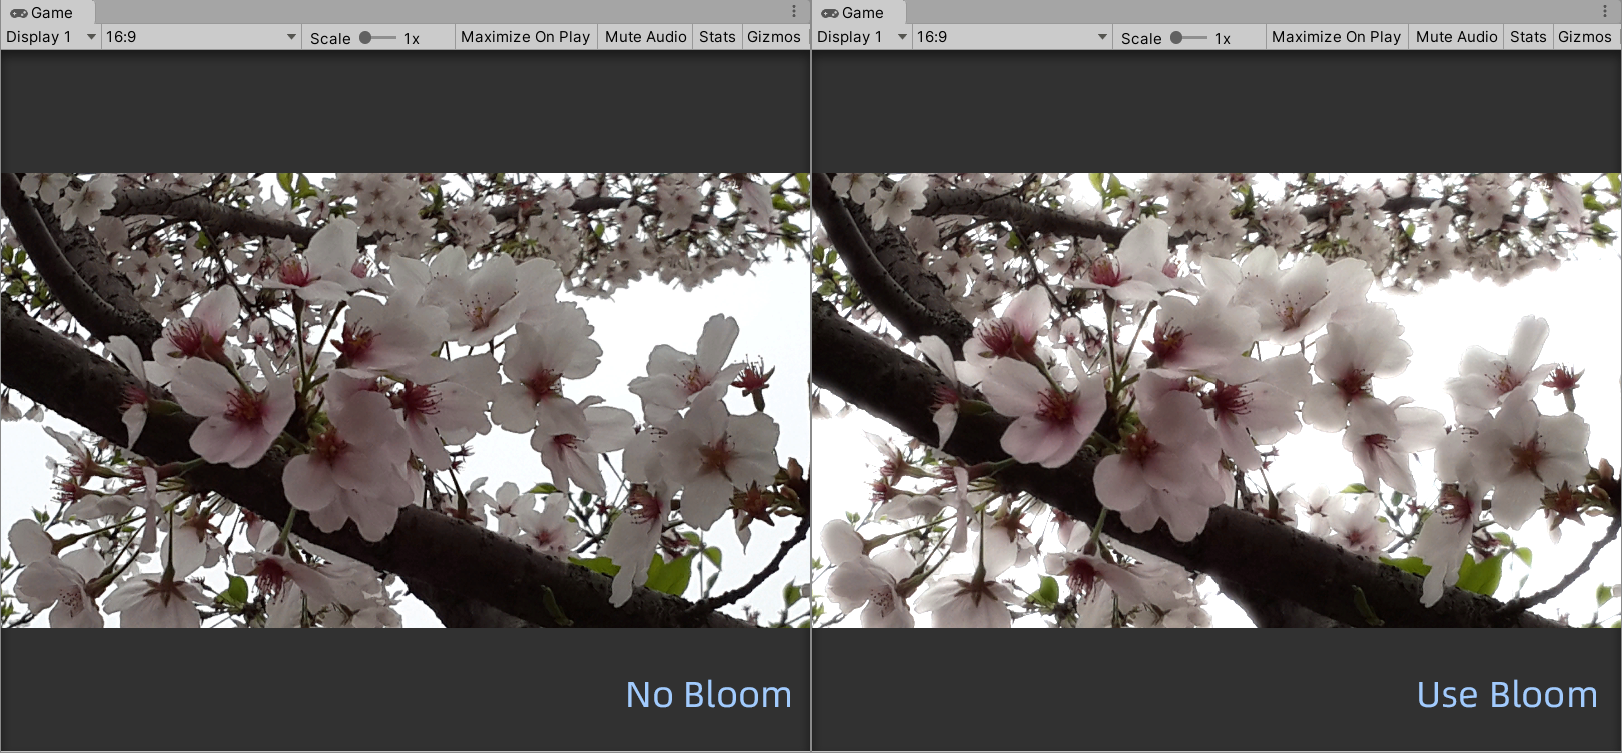 Game
Display 1 16:9 Scale 1x Maximize On Play Mute Audio Stats Gizmos
No Bloom
Game
Display 1 16:9 Scale 1x Maximize On Play Mute Audio Stats Gizmos
Use Bloom